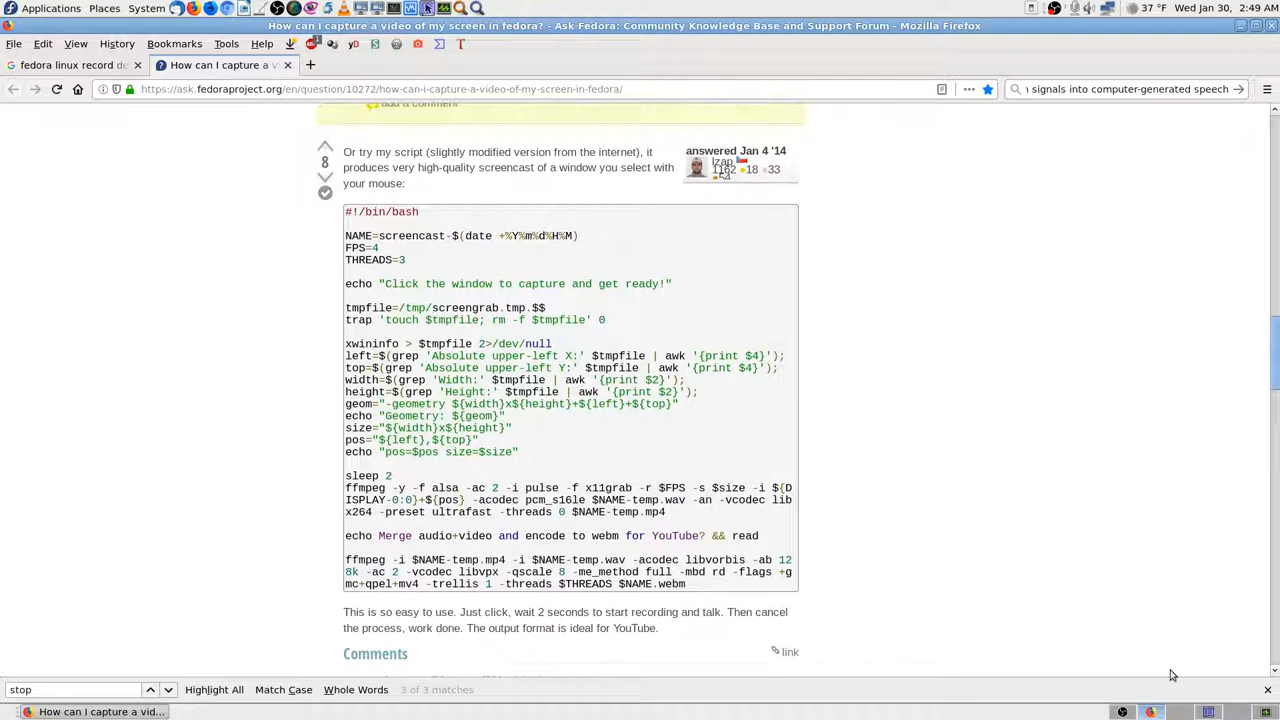 Applications Places System 37 °F Wed Jan 30, 2:49 AM
How can I capture a video of my screen in fedora? - Ask Fedora: Community Knowledge Base and Support Forum - Mozilla Firefox
File Edit View History Bookmarks Tools Help
fedora linux record de How can I capture a v
https://ask.fedoraproject.org/en/question/10272/how-can-i-capture-a-video-of-my-screen-in-fedora/ signals into computer-generated speech
add a comment
8
Or try my script (slightly modified version from the internet), it
produces very high-quality screencast of a window you select with
your mouse:
answered Jan 4 '14
lzap
1162 18 33
54
#!/bin/bash
NAME=screencast-$(date +%Y%m%d%H%M)
FPS=4
THREADS=3
echo "Click the window to capture and get ready!"
tmpfile=/tmp/screengrab.tmp.$$
trap 'touch $tmpfile; rm -f $tmpfile' 0
xwininfo > $tmpfile 2>/dev/null
left=$(grep 'Absolute upper-left X:' $tmpfile | awk '{print $4}');
top=$(grep 'Absolute upper-left Y:' $tmpfile | awk '{print $4}');
width=$(grep 'Width:' $tmpfile | awk '{print $2}');
height=$(grep 'Height:' $tmpfile | awk '{print $2}');
geom="-geometry ${width}x${height}+${left}+${top}"
echo "Geometry: ${geom}"
size="${width}x${height}"
pos="${left},${top}"
echo "pos=$pos size=$size"
sleep 2
ffmpeg -y -f alsa -ac 2 -i pulse -f x11grab -r $FPS -s $size -i ${D
ISPLAY-0:0}+${pos} -acodec pcm_s16le $NAME-temp.wav -an -vcodec lib
x264 -preset ultrafast -threads 0 $NAME-temp.mp4
echo Merge audio+video and encode to webm for YouTube? && read
ffmpeg -i $NAME-temp.mp4 -i $NAME-temp.wav -acodec libvorbis -ab 12
8k -ac 2 -vcodec libvpx -qscale 8 -me_method full -mbd rd -flags +g
mc+qpel+mv4 -trellis 1 -threads $THREADS $NAME.webm
This is so easy to use. Just click, wait 2 seconds to start recording and talk. Then cancel
the process, work done. The output format is ideal for YouTube.
link
Comments
stop Highlight All Match Case Whole Words 3 of 3 matches
How can I capture a vid...